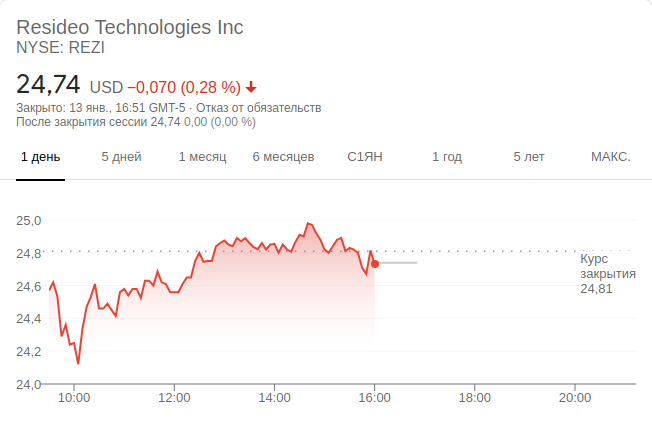 Resideo Technologies Inc
NYSE: REZI
24,74 USD −0,070 (0,28 %)
Закрыто: 13 янв., 16:51 GMT-5 · Отказ от обязательств
После закрытия сессии 24,74 0,00 (0,00 %)
1 день 5 дней 1 месяц 6 месяцев С1ЯН 1 год 5 лет МАКС.
25,0
24,8
24,6
24,4
24,2
24,0
Курс
закрытия
24,81
10:00 12:00 14:00 16:00 18:00 20:00